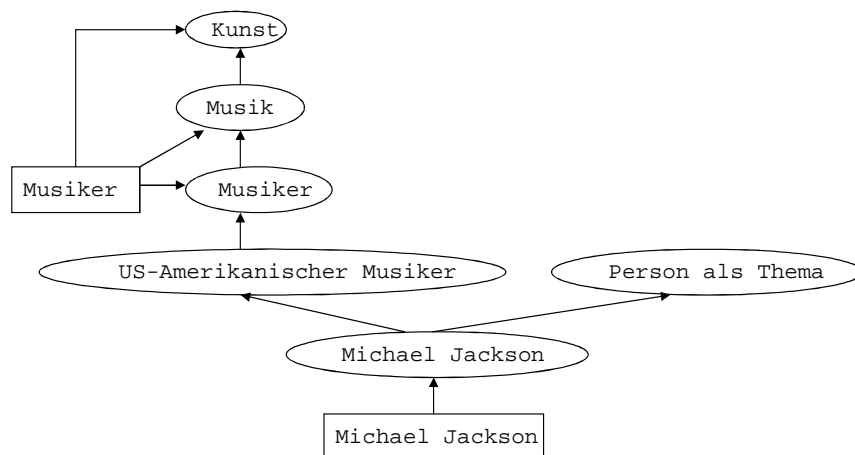 Kunst
Musik
Musiker
Musiker
US-Amerikanischer Musiker
Person als Thema
Michael Jackson
Michael Jackson